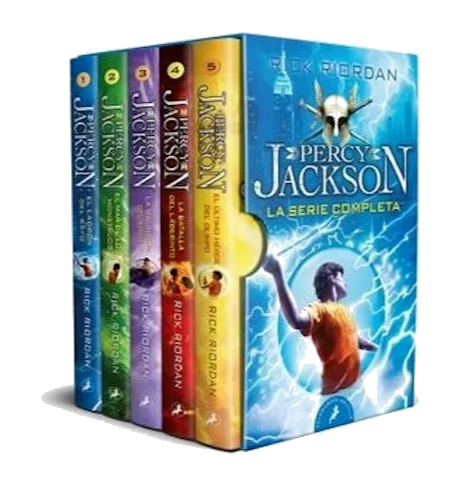 1
PERCY
JACKSON
EL LADRÓN
DEL RAYO
RICK RIORDAN
2
PERCY
JACKSON
EL MAR DE LOS
MONSTRUOS
RICK RIORDAN
3
PERCY
JACKSON
LA
RICK RIORDAN
4
PERCY
JACKSON
LA BATALLA
DEL LABERINTO
RICK RIORDAN
5
PERCY
JACKSON
EL ÚLTIMO HÉROE
DEL OLIMPO
RICK RIORDAN
RICK RIORDAN
PERCY
JACKSON
LA SERIE COMPLETA